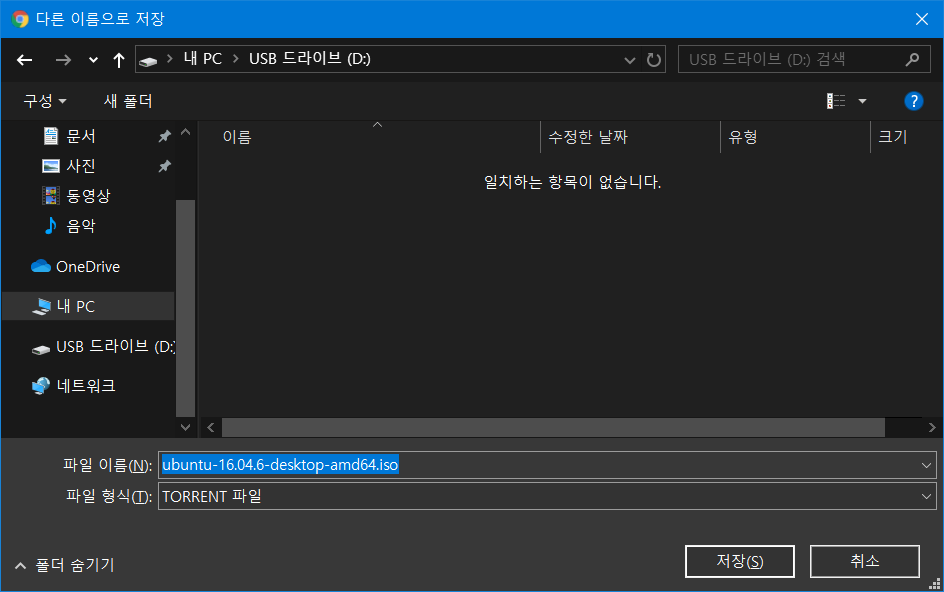 다른 이름으로 저장
내 PC
USB 드라이브 (D:)
USB 드라이브 (D:) 검색
구성
새 폴더
?
문서
사진
동영상
음악
OneDrive
내 PC
USB 드라이브 (D:)
네트워크
이름
수정한 날짜
유형
크기
일치하는 항목이 없습니다.
파일 이름(N):
ubuntu-16.04.6-desktop-amd64.iso
파일 형식(T):
TORRENT 파일
폴더 숨기기
저장(S)
취소